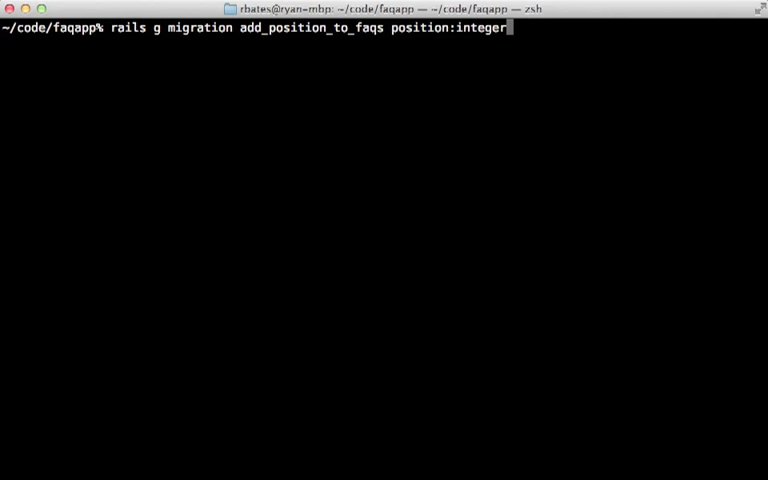 rbates@ryan-mbp: ~/code/faqapp — ~/code/faqapp — zsh
~/code/faqapp% rails g migration add_position_to_faqs position:integer